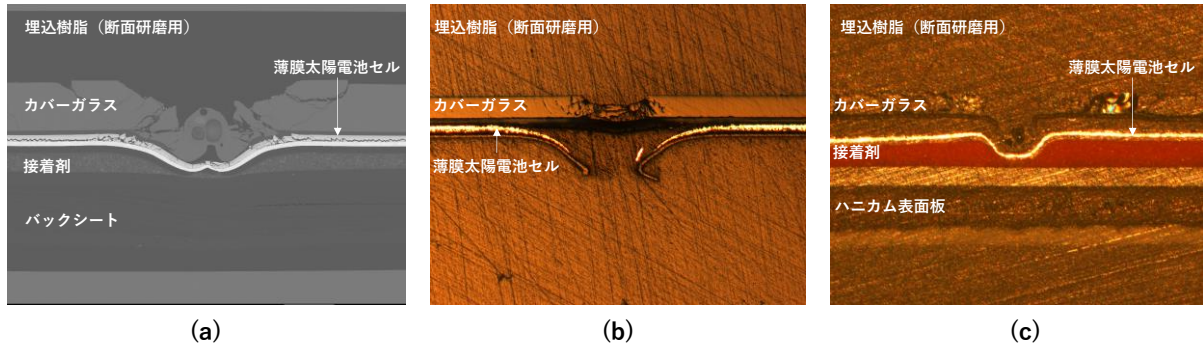 埋込樹脂（断面研磨用）
薄膜太陽電池セル
カバーガラス
接着剤
バックシート
(a)
埋込樹脂（断面研磨用）
カバーガラス
薄膜太陽電池セル
(b)
埋込樹脂（断面研磨用）
カバーガラス
薄膜太陽電池セル
接着剤
ハニカム表面板
(c)